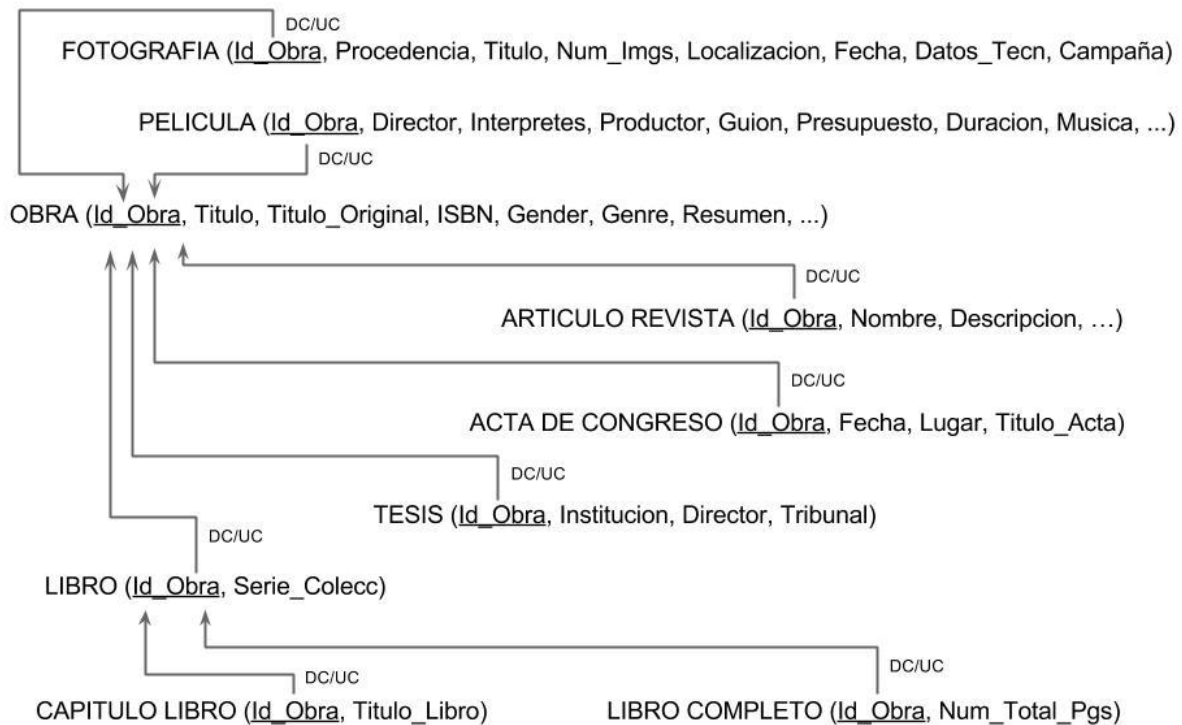 DC/UC
FOTOGRAFIA (Id_Obra, Procedencia, Titulo, Num_Imgs, Localizacion, Fecha, Datos_Tecn, Campaña)
PELICULA (Id_Obra, Director, Interpretes, Productor, Guion, Presupuesto, Duracion, Musica, ...)
DC/UC
OBRA (Id_Obra, Titulo, Titulo_Original, ISBN, Gender, Genre, Resumen, ...)
DC/UC
ARTICULO REVISTA (Id_Obra, Nombre, Descripcion, ...)
DC/UC
ACTA DE CONGRESO (Id_Obra, Fecha, Lugar, Titulo_Acta)
DC/UC
TESIS (Id_Obra, Institucion, Director, Tribunal)
DC/UC
LIBRO (Id_Obra, Serie_Colecc)
DC/UC
DC/UC
CAPITULO LIBRO (Id_Obra, Titulo_Libro)
LIBRO COMPLETO (Id_Obra, Num_Total_Pgs)